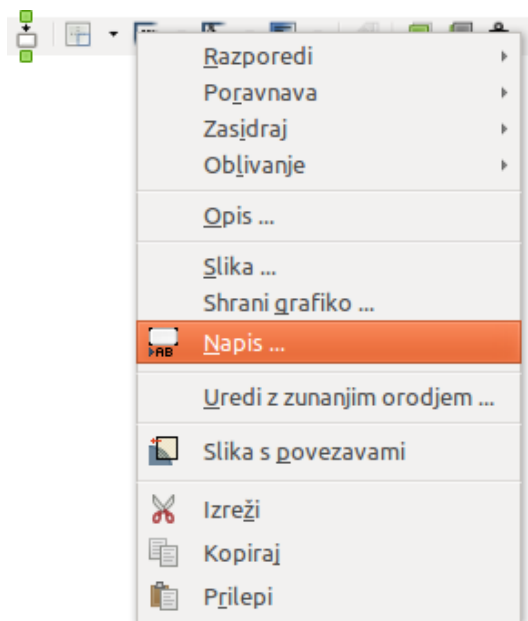 Razporedi
Poravnava
Zasidraj
Oblivanje
Opis ...
Slika ...
Shrani grafiko ...
Napis ...
Uredi z zunanjim orodjem ...
Slika s povezavami
Izreži
Kopiraj
Prilepi